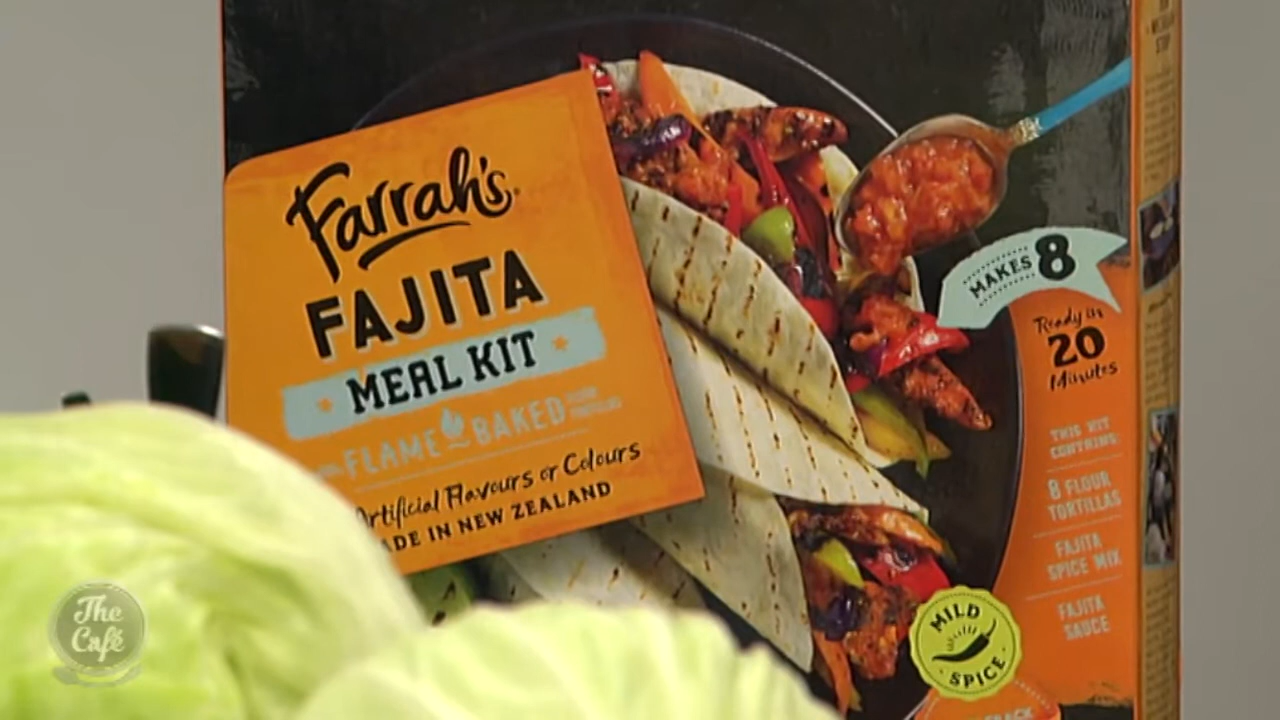 Farrah's
FAJITA
MEAL KIT
FLAME BAKED
Artificial Flavours or Colours
ADE IN NEW ZEALAND
MAKES 8
Ready in
20
Minutes
THIS KIT
CONTAINS:
8 FLOUR
TORTILLAS
FAJITA
SPICE MIX
FAJITA
SAUCE
MILD
SPICE
The
Café